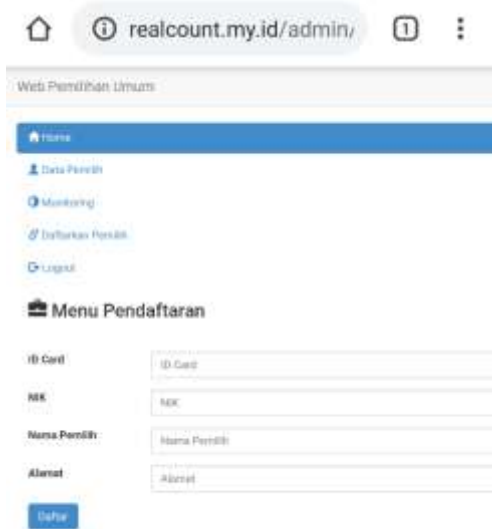 realcount.my.id/admin/
1
Web Pemilihan Umum
Home
Data Pemilih
Monitoring
Daftarkan Pemilih
Logout
Menu Pendaftaran
ID Card
ID Card
NIK
NIK
Nama Pemilih
Nama Pemilih
Alamat
Alamat
Daftar